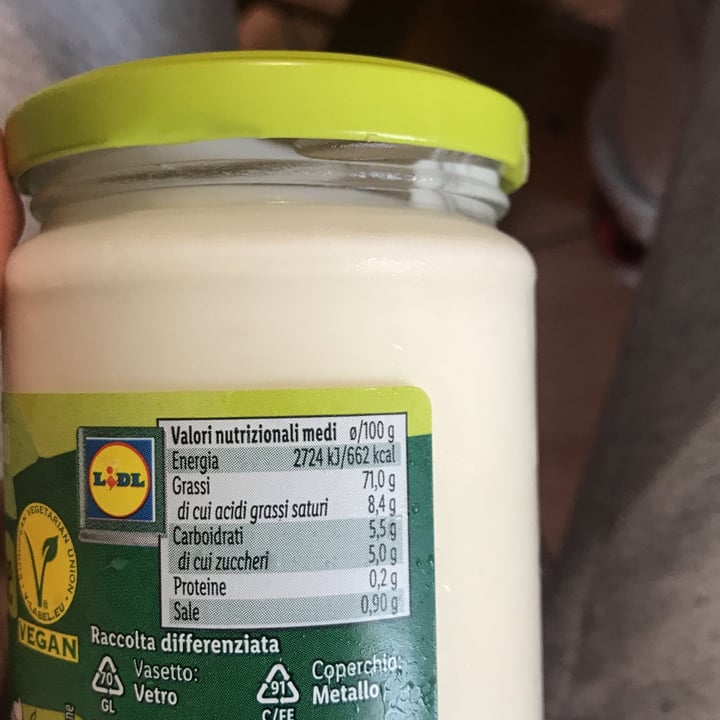 Valori nutrizionali medi ø/100 g
Energia 2724 kJ/662 kcal
Grassi 71,0 g
di cui acidi grassi saturi 8,4 g
Carboidrati 5,5 g
di cui zuccheri 5,0 g
Proteine 0,2 g
Sale 0,90 g
LIDL
EUROPEAN VEGETARIAN UNION
V-LABEL.EU
VEGAN
Raccolta differenziata
70
GL
Vasetto:
Vetro
91
C/FE
Coperchio:
Metallo